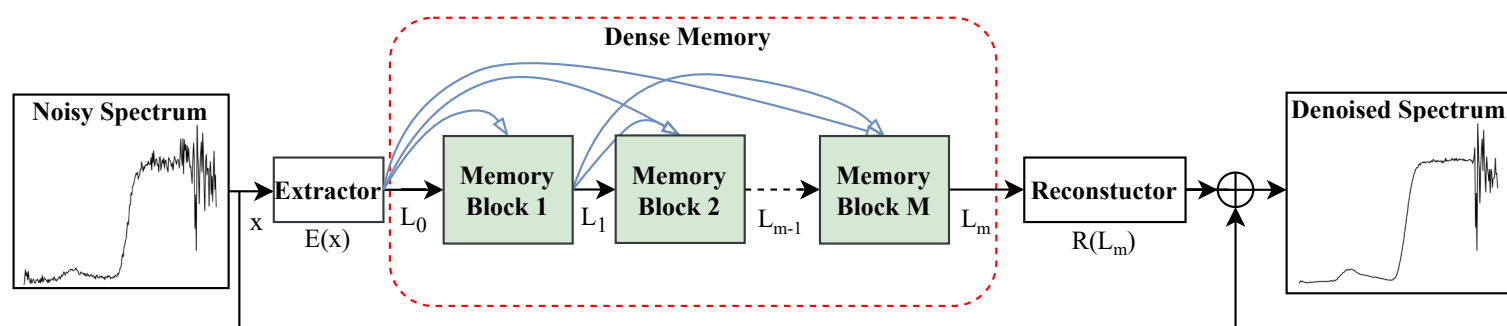 Dense Memory
Noisy Spectrum
Denoised Spectrum
Extractor
Memory
Block 1
Memory
Block 2
Memory
Block M
Reconstuctor
x
E(x)
L₀
L₁
Lₘ₋₁
Lₘ
R(Lₘ)